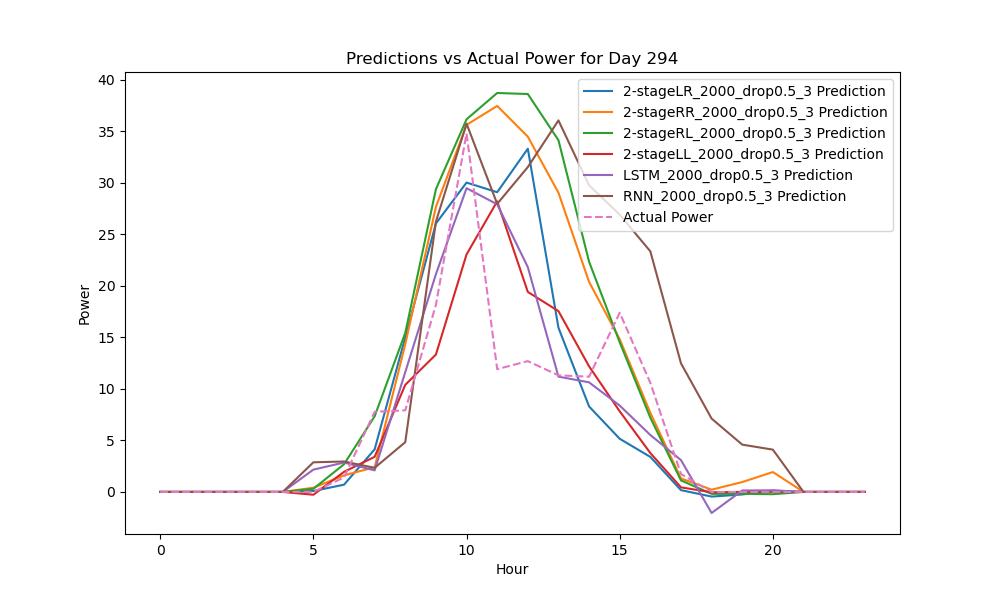 Predictions vs Actual Power for Day 294
40
35
30
25
20
15
10
5
0
Power
2-stageLR_2000_drop0.5_3 Prediction
2-stageRR_2000_drop0.5_3 Prediction
2-stageRL_2000_drop0.5_3 Prediction
2-stageLL_2000_drop0.5_3 Prediction
LSTM_2000_drop0.5_3 Prediction
RNN_2000_drop0.5_3 Prediction
Actual Power
0 5 10 15 20
Hour